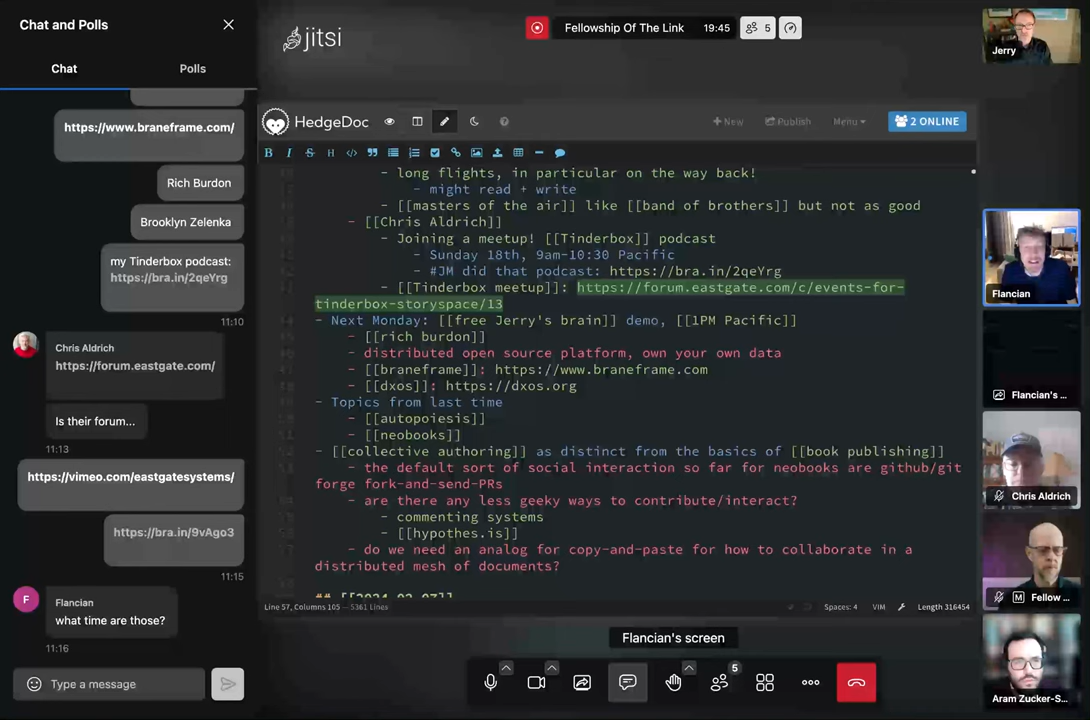 Chat and Polls
Chat
Polls
https://www.braneframe.com/
Rich Burdon
Brooklyn Zelenka
my Tinderbox podcast:
https://bra.in/2qeYrg
11:10
Chris Aldrich
https://forum.eastgate.com/
Is their forum...
11:13
https://vimeo.com/eastgatesystems/
https://bra.in/9vAgo3
11:15
F
Flancian
what time are those?
11:16
Type a message
jitsi
Fellowship Of The Link
19:45
5
HedgeDoc
New
Publish
Menu
2 ONLINE
B I S H
- long flights, in particular on the way back!
- might read + write
- [[masters of the air]] like [[band of brothers]] but not as good
- [[Chris Aldrich]]
- Joining a meetup! [[Tinderbox]] podcast
- Sunday 18th, 9am-10:30 Pacific
- #JM did that podcast: https://bra.in/2qeYrg
- [[Tinderbox meetup]]: https://forum.eastgate.com/c/events-for-
tinderbox-storyspace/13
- Next Monday: [[free Jerry's brain]] demo, [[1PM Pacific]]
- [[rich burdon]]
- distributed open source platform, own your own data
- [[braneframe]]: https://www.braneframe.com
- [[dxos]]: https://dxos.org
- Topics from last time
- [[autopoiesis]]
- [[neobooks]]
- [[collective authoring]] as distinct from the basics of [[book publishing]]
- the default sort of social interaction so far for neobooks are github/git
forge fork-and-send-PRs
- are there any less geeky ways to contribute/interact?
- commenting systems
- [[hypothes.is]]
- do we need an analog for copy-and-paste for how to collaborate in a
distributed mesh of documents?
## [[2024-02-07]]
Line 57, Columns 105 — 5361 Lines
Spaces: 4
VIM
Length 316454
Flancian's screen
5
Jerry
Flancian
Flancian's ...
Chris Aldrich
M Fellow ...
Aram Zucker-S...